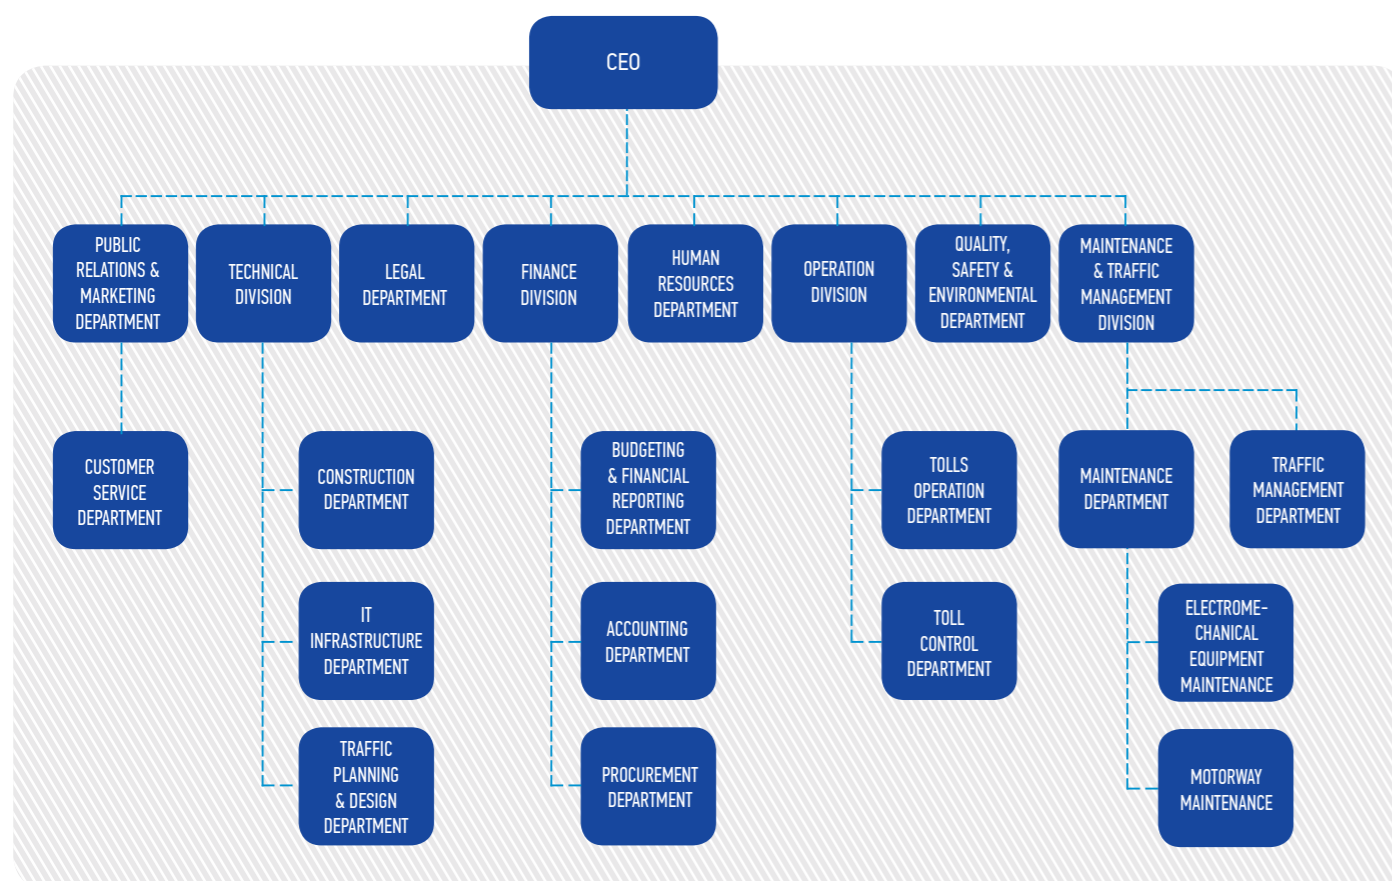 CEO
PUBLIC
RELATIONS &
MARKETING
DEPARTMENT
TECHNICAL
DIVISION
LEGAL
DEPARTMENT
FINANCE
DIVISION
HUMAN
RESOURCES
DEPARTMENT
OPERATION
DIVISION
QUALITY,
SAFETY &
ENVIRONMENTAL
DEPARTMENT
MAINTENANCE
& TRAFFIC
MANAGEMENT
DIVISION
CUSTOMER
SERVICE
DEPARTMENT
CONSTRUCTION
DEPARTMENT
BUDGETING
& FINANCIAL
REPORTING
DEPARTMENT
TOLLS
OPERATION
DEPARTMENT
MAINTENANCE
DEPARTMENT
TRAFFIC
MANAGEMENT
DEPARTMENT
IT
INFRASTRUCTURE
DEPARTMENT
ACCOUNTING
DEPARTMENT
TOLL
CONTROL
DEPARTMENT
ELECTROME-
CHANICAL
EQUIPMENT
MAINTENANCE
TRAFFIC
PLANNING
& DESIGN
DEPARTMENT
PROCUREMENT
DEPARTMENT
MOTORWAY
MAINTENANCE